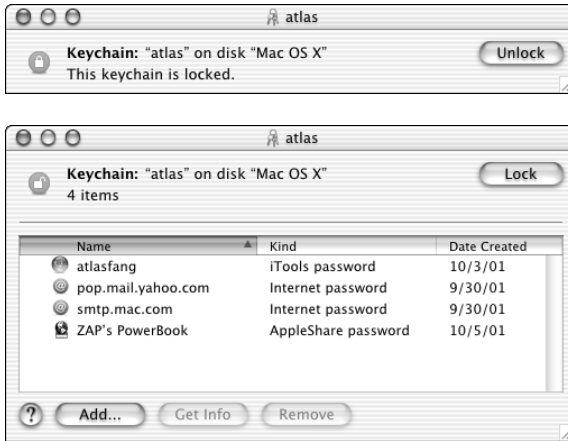 atlas
Keychain: “atlas” on disk “Mac OS X”
Unlock
This keychain is locked.
atlas
Keychain: “atlas” on disk “Mac OS X”
Lock
4 items
Name Kind Date Created
atlasfang iTools password 10/3/01
pop.mail.yahoo.com Internet password 9/30/01
smtp.mac.com Internet password 9/30/01
ZAP's PowerBook AppleShare password 10/5/01
? Add... Get Info Remove